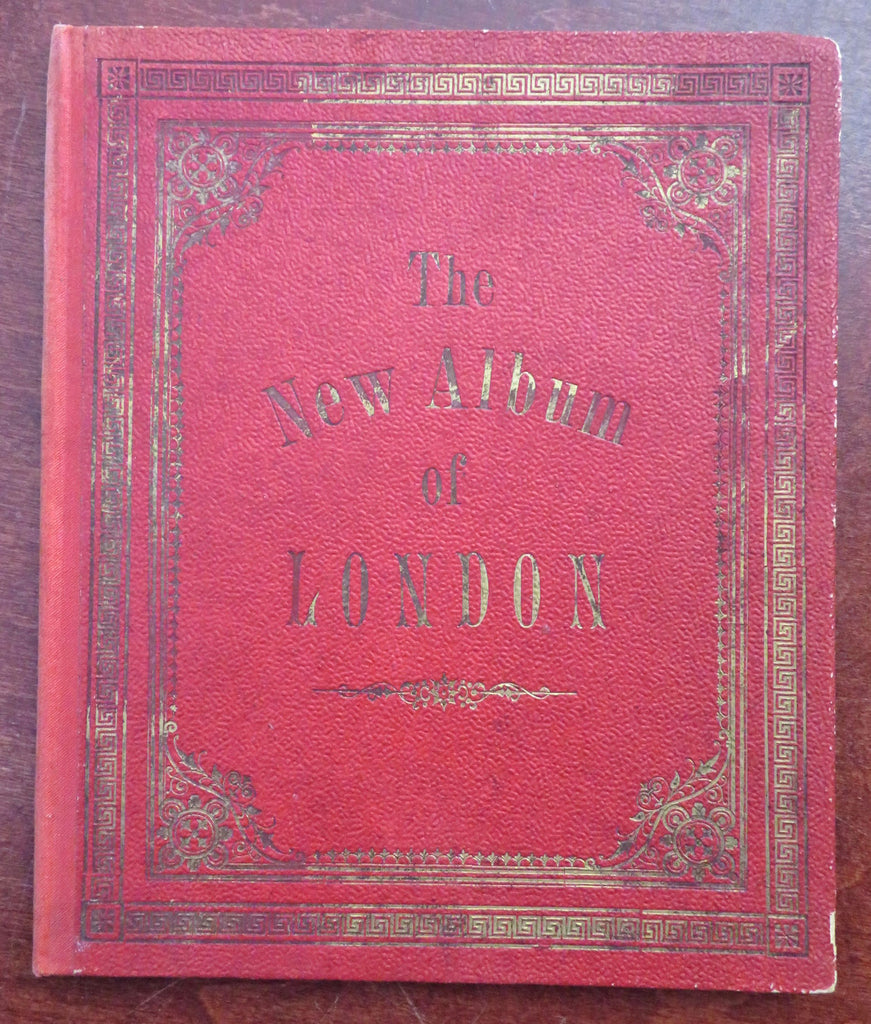 The
New Album
of
LONDON